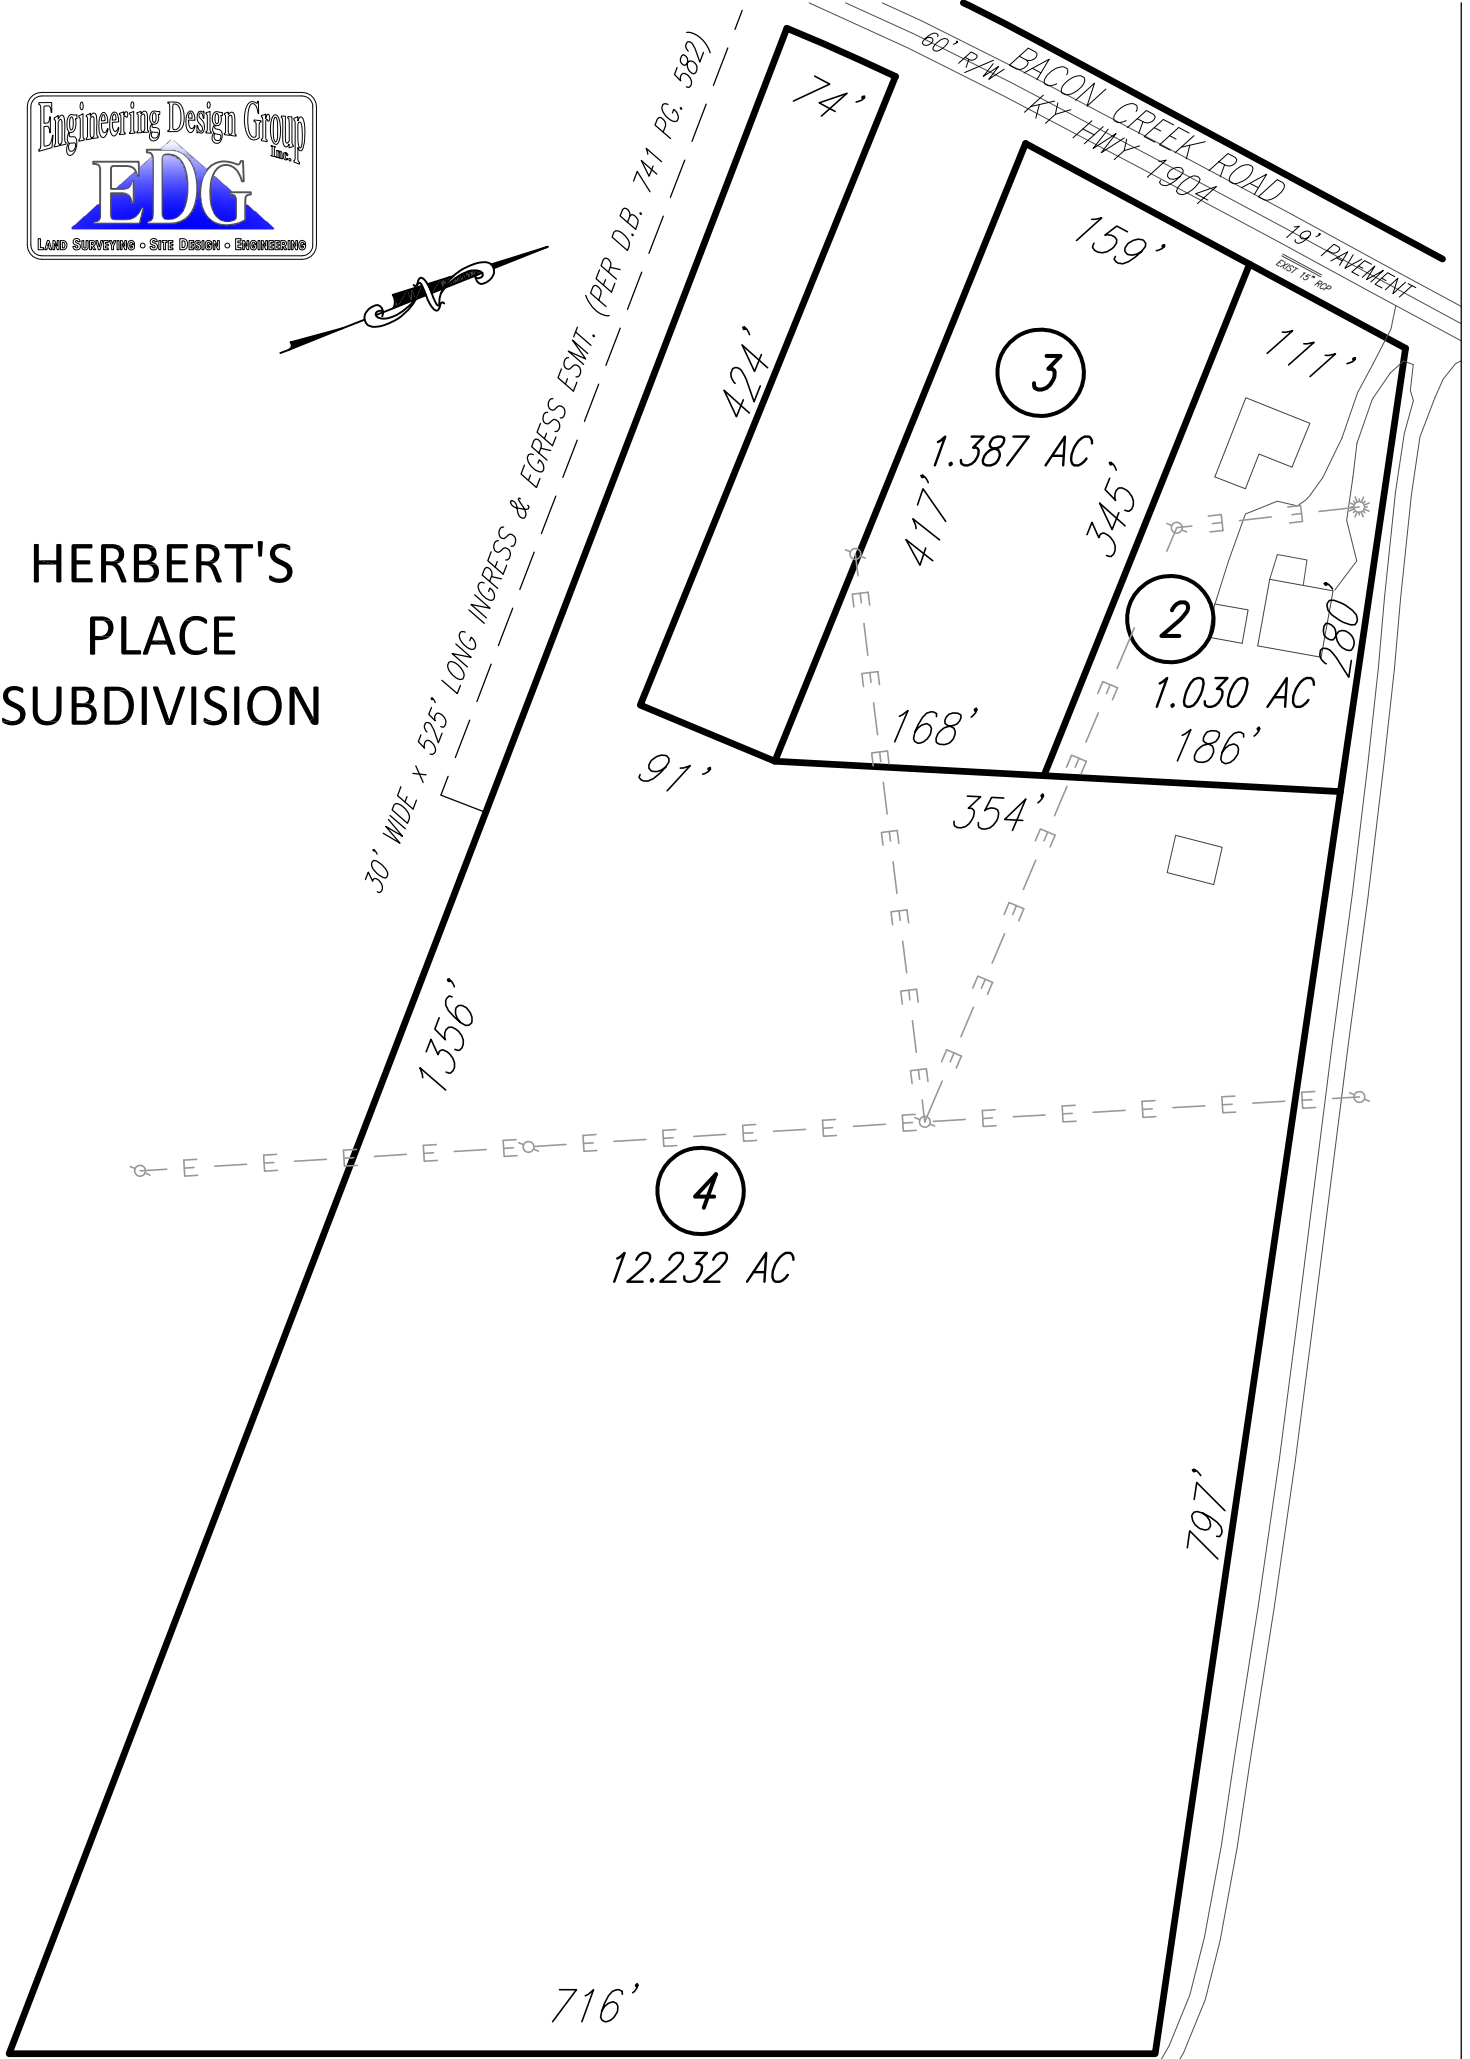 Engineering Design Group
Inc.
EDG
LAND SURVEYING • SITE DESIGN • ENGINEERING
HERBERT'S
PLACE
SUBDIVISION
N
30' WIDE x 525' LONG INGRESS & EGRESS ESMT. (PER D.B. 741 PG. 582)
60' R/W
BACON CREEK ROAD
KY HWY 1904
19' PAVEMENT
EXIST 15" RCP
74'
159'
111'
424'
3
1.387 AC
417'
345'
2
1.030 AC
280'
168'
186'
91'
354'
1356'
E E E E
E E E E E E E
E E E E E E E
E E E E E E E E E E E E E E E
4
12.232 AC
797'
716'